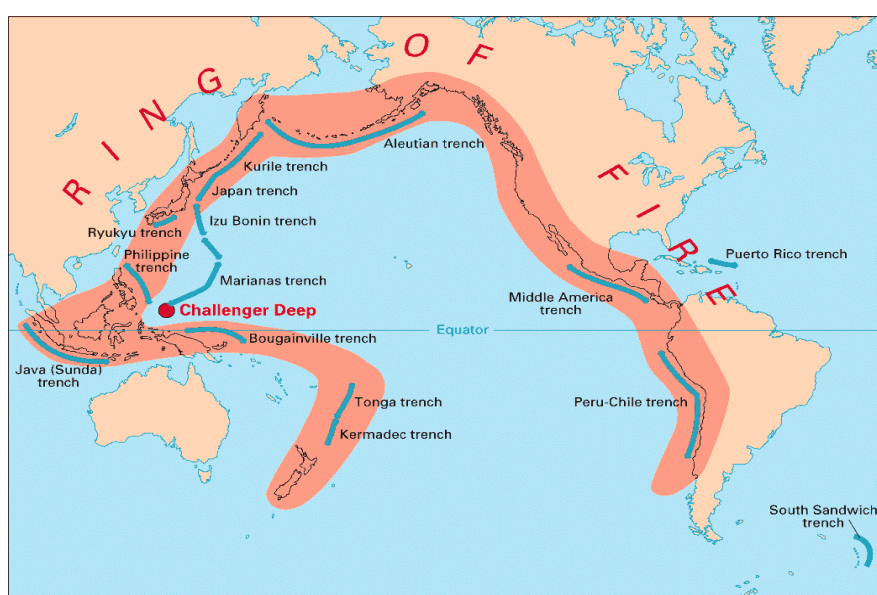 RING OF FIRE
Aleutian trench
Kurile trench
Japan trench
Izu Bonin trench
Ryukyu trench
Philippine
trench
Marianas trench
Challenger Deep
Puerto Rico trench
Middle America
trench
Equator
Bougainville trench
Java (Sunda)
trench
Tonga trench
Kermadec trench
Peru-Chile trench
South Sandwich
trench